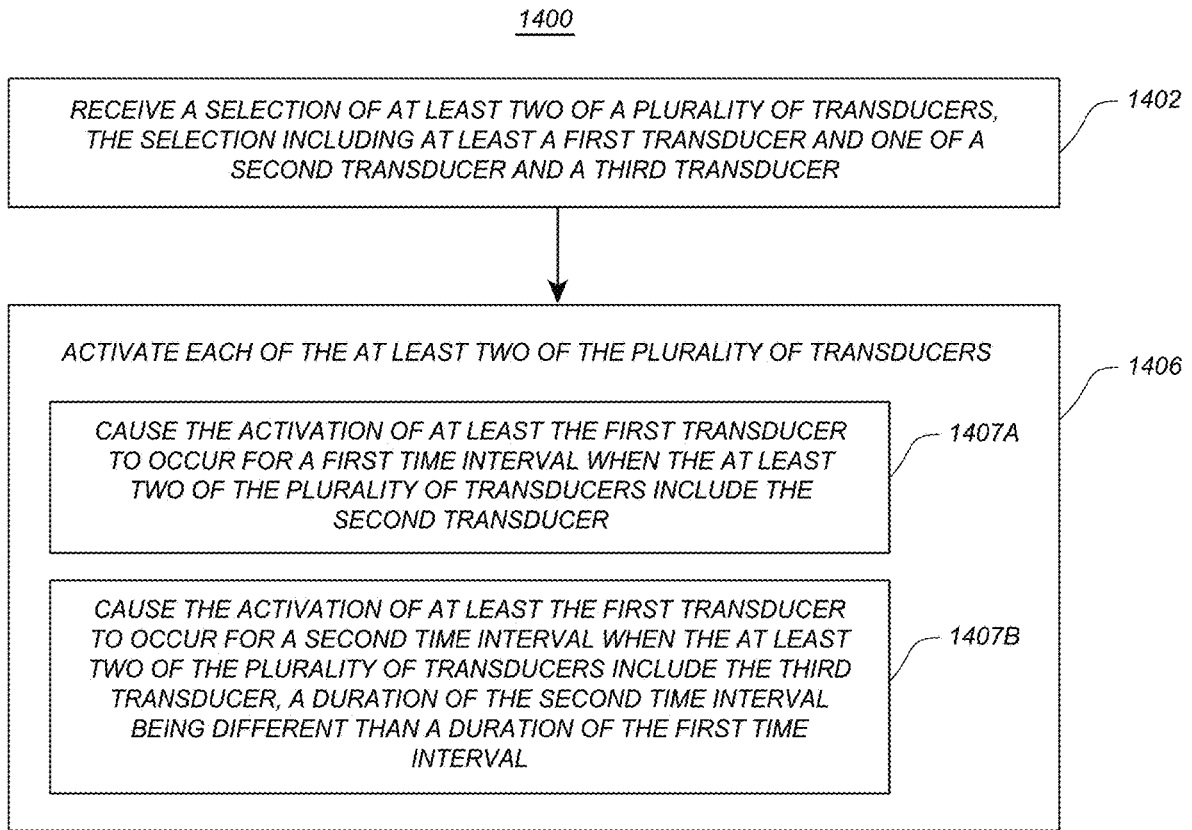 1400
RECEIVE A SELECTION OF AT LEAST TWO OF A PLURALITY OF TRANSDUCERS,
THE SELECTION INCLUDING AT LEAST A FIRST TRANSDUCER AND ONE OF A
SECOND TRANSDUCER AND A THIRD TRANSDUCER
1402
ACTIVATE EACH OF THE AT LEAST TWO OF THE PLURALITY OF TRANSDUCERS
1406
CAUSE THE ACTIVATION OF AT LEAST THE FIRST TRANSDUCER
TO OCCUR FOR A FIRST TIME INTERVAL WHEN THE AT LEAST
TWO OF THE PLURALITY OF TRANSDUCERS INCLUDE THE
SECOND TRANSDUCER
1407A
CAUSE THE ACTIVATION OF AT LEAST THE FIRST TRANSDUCER
TO OCCUR FOR A SECOND TIME INTERVAL WHEN THE AT LEAST
TWO OF THE PLURALITY OF TRANSDUCERS INCLUDE THE THIRD
TRANSDUCER, A DURATION OF THE SECOND TIME INTERVAL
BEING DIFFERENT THAN A DURATION OF THE FIRST TIME
INTERVAL
1407B